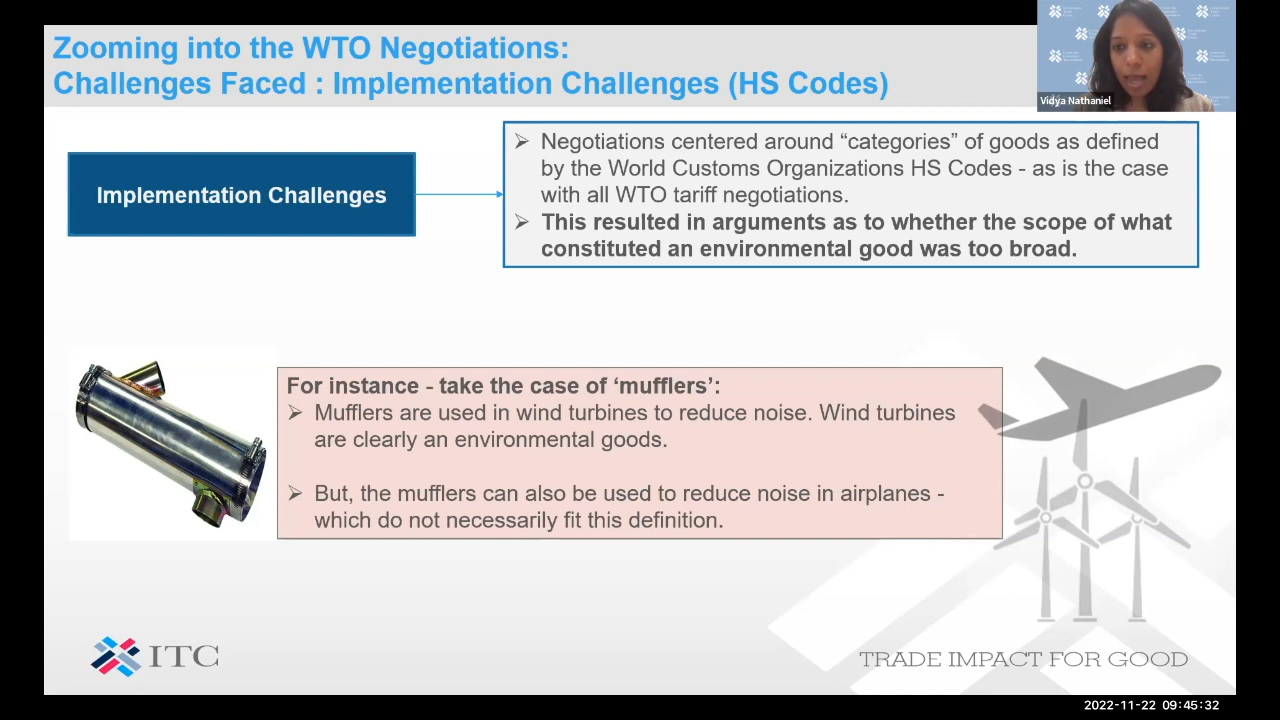 Zooming into the WTO Negotiations:
Challenges Faced : Implementation Challenges (HS Codes)
Vidya Nathaniel
Implementation Challenges
➢ Negotiations centered around “categories” of goods as defined
by the World Customs Organizations HS Codes - as is the case
with all WTO tariff negotiations.
➢ This resulted in arguments as to whether the scope of what
constituted an environmental good was too broad.
For instance - take the case of ‘mufflers’:
➢ Mufflers are used in wind turbines to reduce noise. Wind turbines
are clearly an environmental goods.
➢ But, the mufflers can also be used to reduce noise in airplanes -
which do not necessarily fit this definition.
ITC
TRADE IMPACT FOR GOOD
2022-11-22 09:45:32